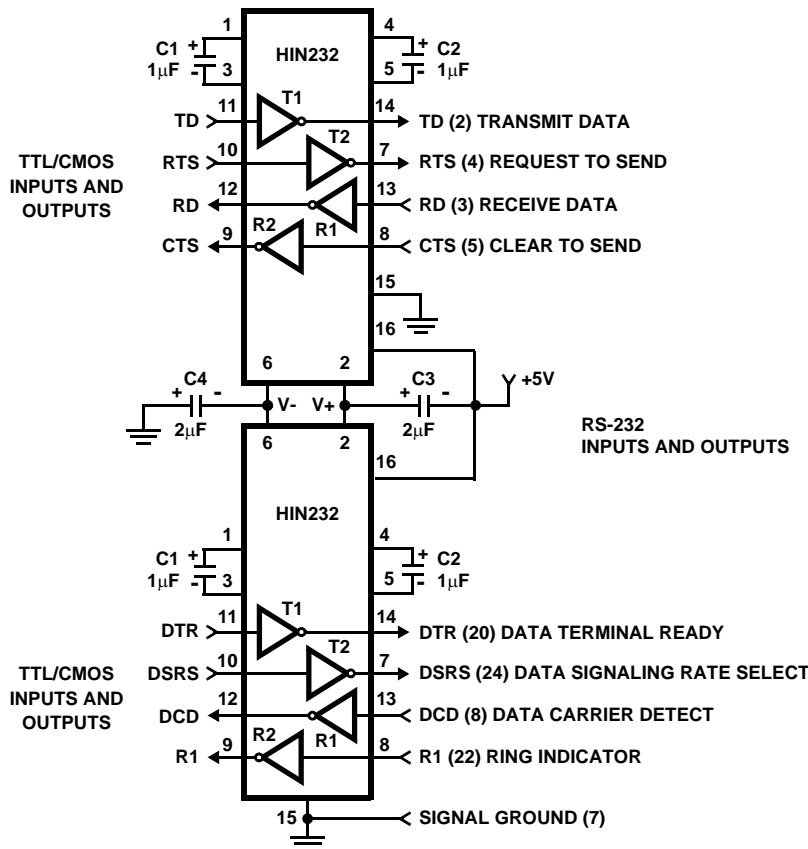 1
4
C1 +
1μF -
3
HIN232
+ C2
- 1μF
5
TTL/CMOS
INPUTS AND
OUTPUTS
TD 11 T1 14 TD (2) TRANSMIT DATA
RTS 10 T2 7 RTS (4) REQUEST TO SEND
RD 12 R1 13 RD (3) RECEIVE DATA
CTS 9 R2 8 CTS (5) CLEAR TO SEND
15
16
6 2
C4
+ -
2μF
V- V+
C3
+ -
2μF
+5V
RS-232
INPUTS AND OUTPUTS
6 2
16
HIN232
1
4
C1 +
1μF -
3
+ C2
- 1μF
5
TTL/CMOS
INPUTS AND
OUTPUTS
DTR 11 T1 14 DTR (20) DATA TERMINAL READY
DSRS 10 T2 7 DSRS (24) DATA SIGNALING RATE SELECT
DCD 12 R1 13 DCD (8) DATA CARRIER DETECT
R1 9 R2 8 R1 (22) RING INDICATOR
15 SIGNAL GROUND (7)